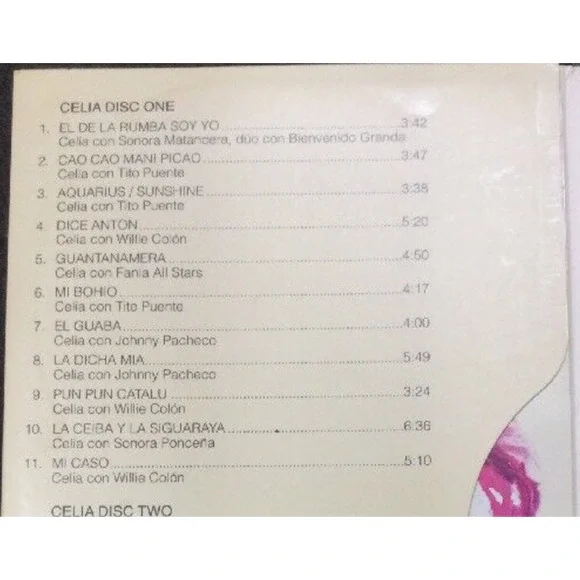 CELIA DISC ONE
1. EL DE LA RUMBA SOY YO 3:42
Celia con Sonora Matancera, dúo con Bienvenido Granda
2. CAO CAO MANI PICAO 3:47
Celia con Tito Puente
3. AQUARIUS / SUNSHINE 3:38
Celia con Tito Puente
4. DICE ANTON 5:20
Celia con Willie Colón
5. GUANTANAMERA 4:50
Celia con Fania All Stars
6. MI BOHIO 4:17
Celia con Tito Puente
7. EL GUABA 4:00
Celia con Johnny Pacheco
8. LA DICHA MIA 5:49
Celia con Johnny Pacheco
9. PUN PUN CATALU 3:24
Celia con Willie Colón
10. LA CEIBA Y LA SIGUARAYA 6:36
Celia con Sonora Ponceña
11. MI CASO 5:10
Celia con Willie Colón
CELIA DISC TWO